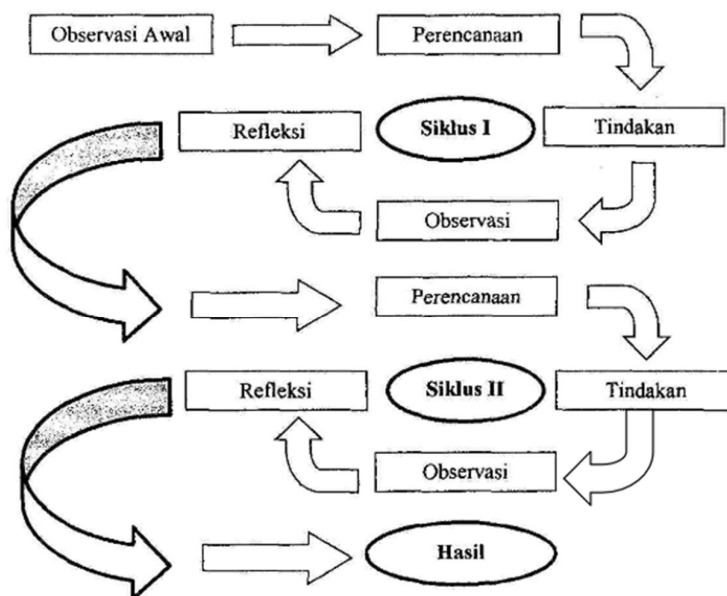 Observasi Awal
Perencanaan
Refleksi
Siklus I
Tindakan
Observasi
Perencanaan
Refleksi
Siklus II
Tindakan
Observasi
Hasil